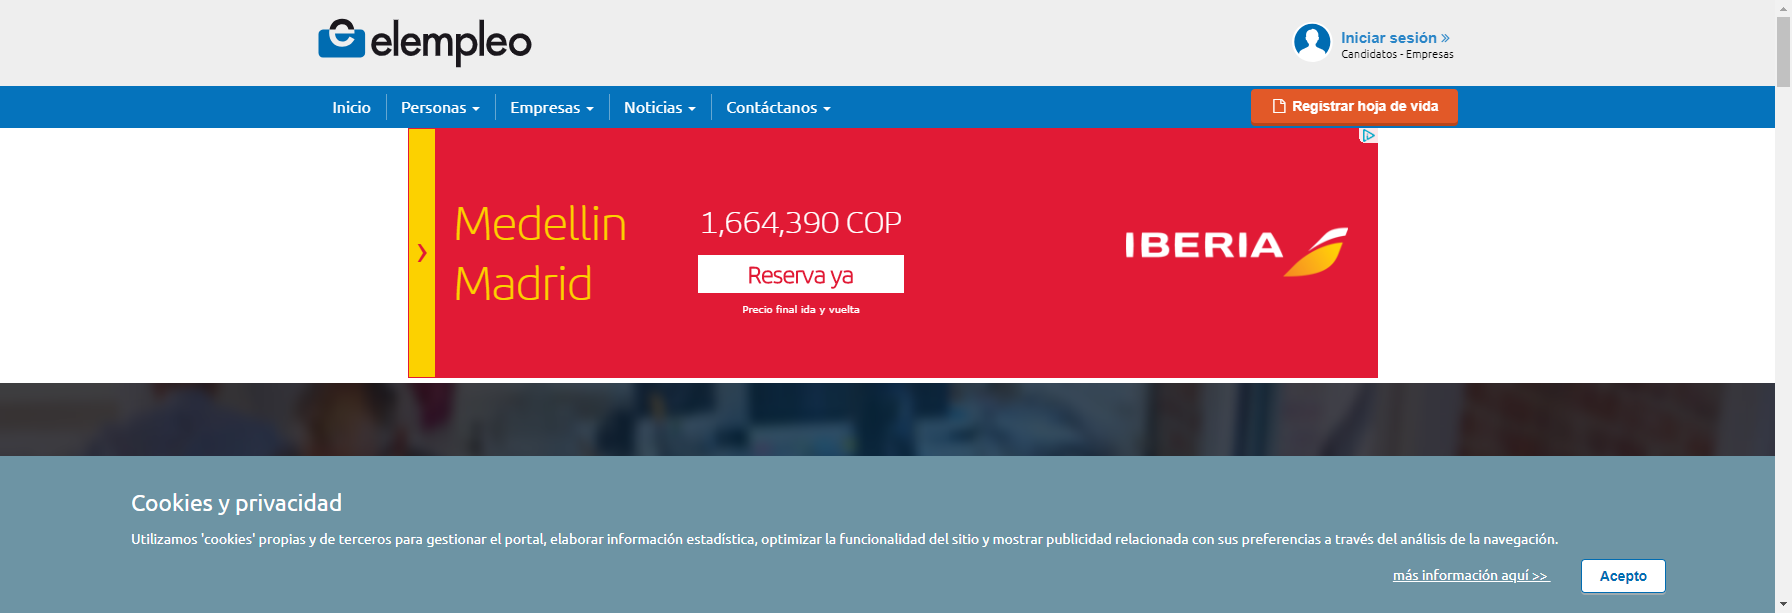 elempleo
Iniciar sesión »
Candidatos - Empresas
Inicio
Personas
Empresas
Noticias
Contáctanos
Registrar hoja de vida
Medellin
Madrid
1,664,390 COP
Reserva ya
Precio final ida y vuelta
IBERIA
Cookies y privacidad
Utilizamos 'cookies' propias y de terceros para gestionar el portal, elaborar información estadística, optimizar la funcionalidad del sitio y mostrar publicidad relacionada con sus preferencias a través del análisis de la navegación.
más información aquí >>
Acepto